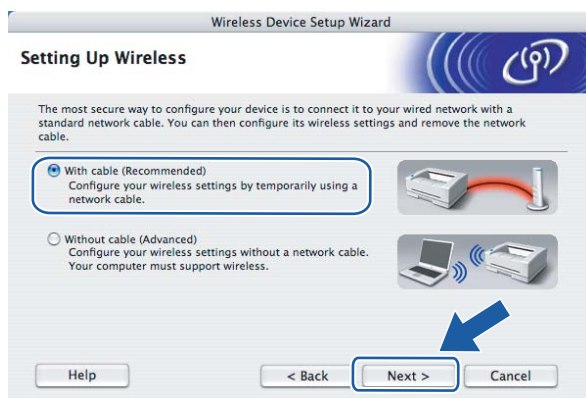 Wireless Device Setup Wizard
Setting Up Wireless
The most secure way to configure your device is to connect it to your wired network with a
standard network cable. You can then configure its wireless settings and remove the network
cable.
With cable (Recommended)
Configure your wireless settings by temporarily using a
network cable.
Without cable (Advanced)
Configure your wireless settings without a network cable.
Your computer must support wireless.
Help
< Back
Next >
Cancel